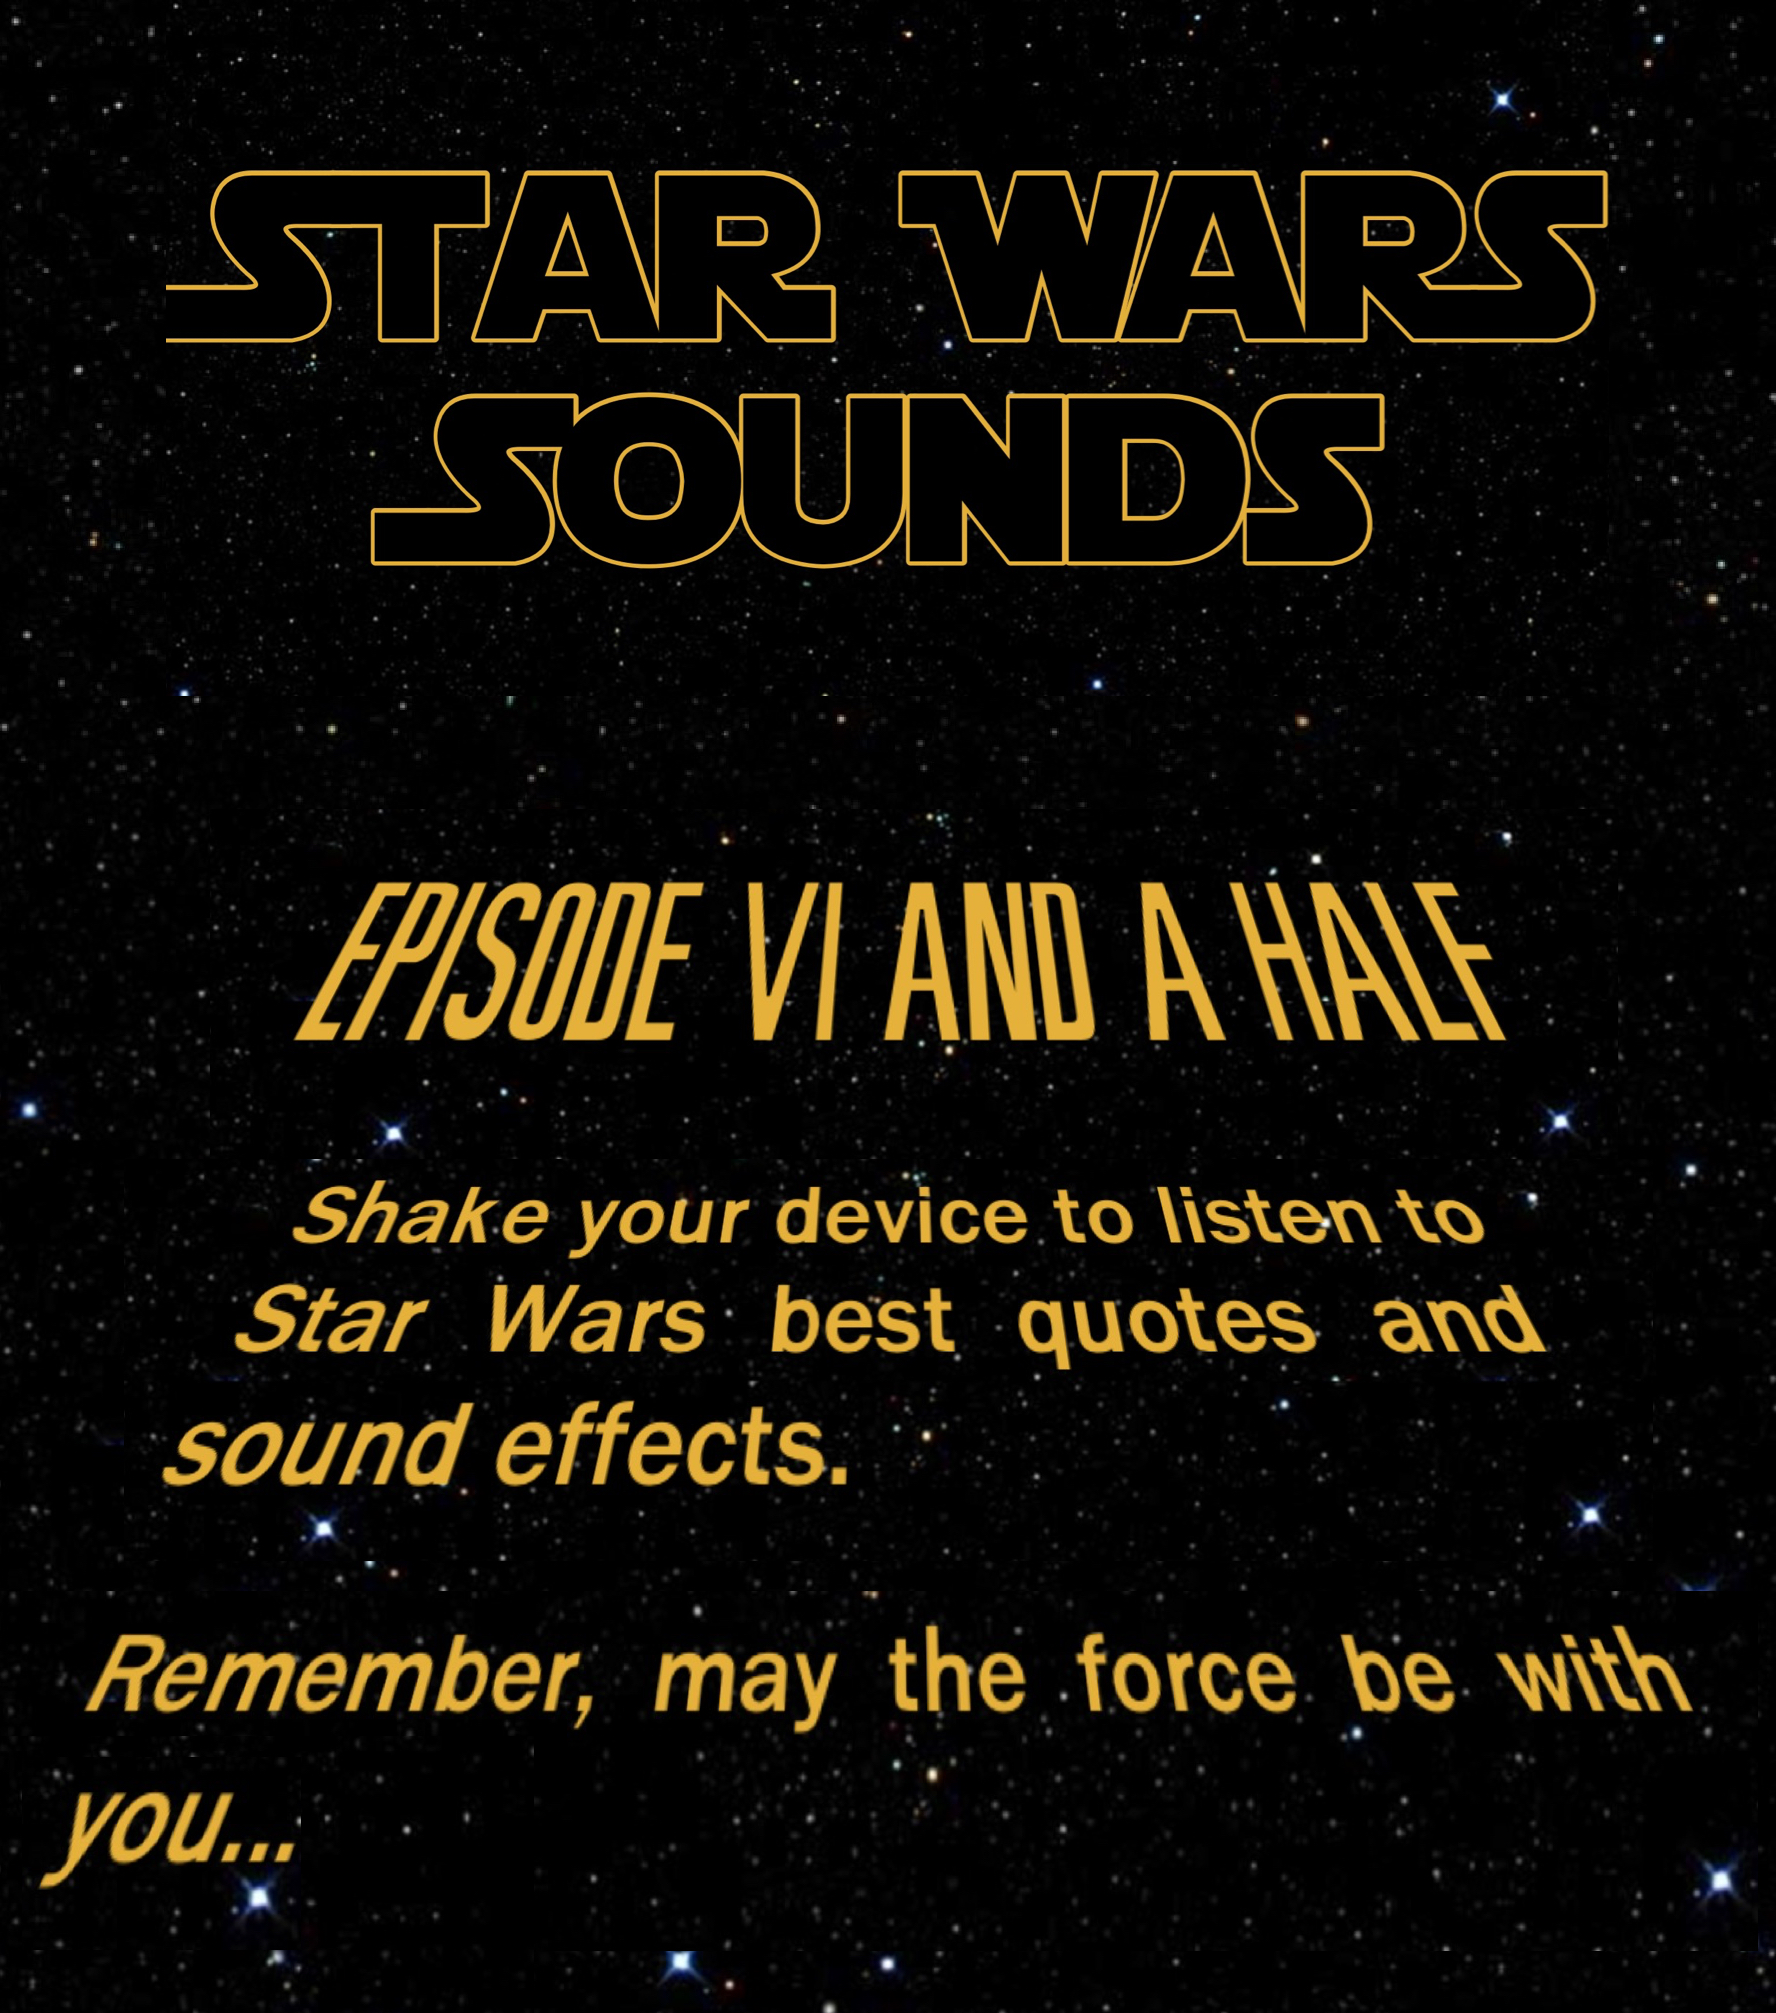 STAR WARS
SOUNDS
EPISODE VI AND A HALF
Shake your device to listen to
Star Wars best quotes and
sound effects.
Remember, may the force be with
you...